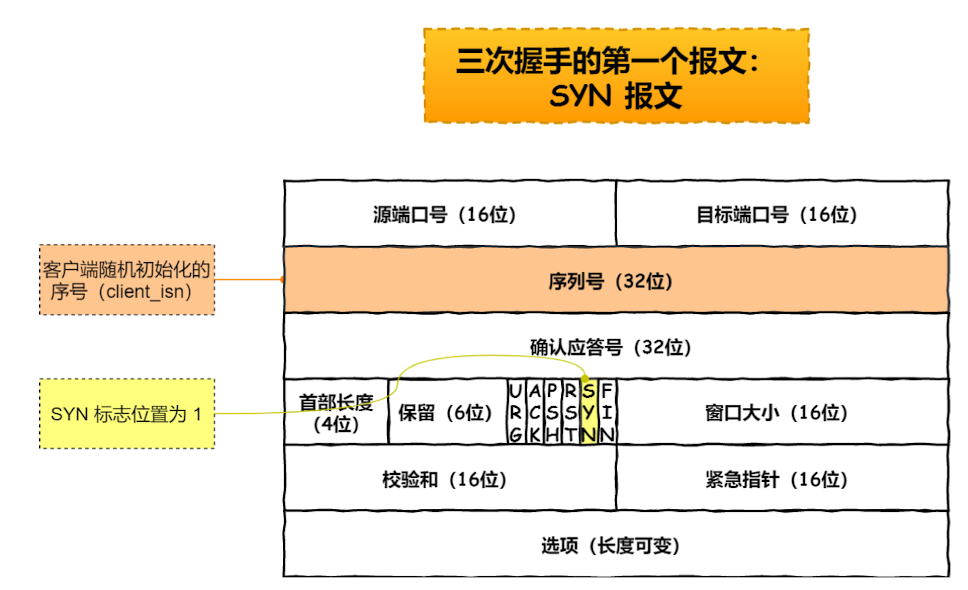 三次握手的第一个报文：
SYN 报文
源端口号（16位）
目标端口号（16位）
客户端随机初始化的
序号（client_isn）
序列号（32位）
确认应答号（32位）
SYN 标志位置为 1
首部长度
（4位）
保留（6位）
URG
ACK
PSH
RST
SYN
FIN
窗口大小（16位）
校验和（16位）
紧急指针（16位）
选项（长度可变）